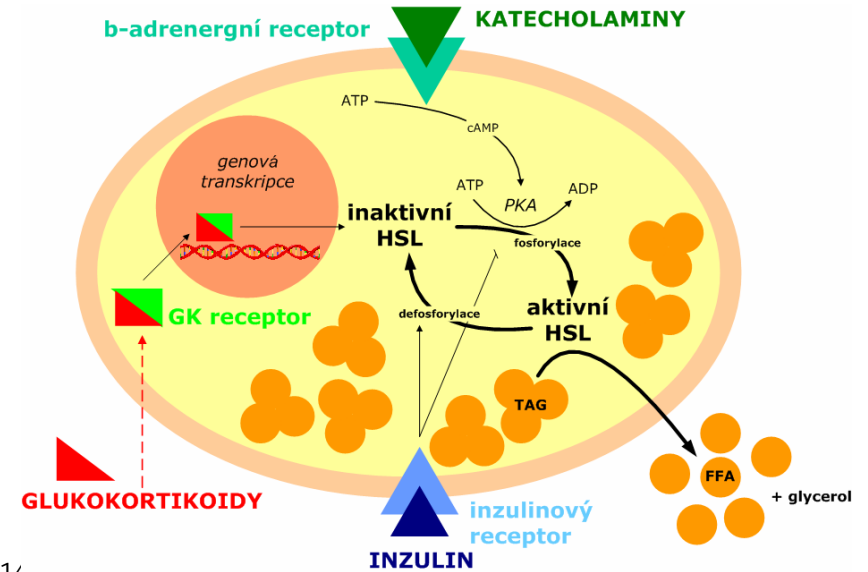 KATECHOLAMINY
b-adrenergní receptor
ATP
cAMP
genová
transkripce
ATP
ADP
PKA
inaktivní
HSL
fosforylace
GK receptor
defosforylace
aktivní
HSL
TAG
FFA
+ glycerol
GLUKOKORTIKOIDY
inzulinový
receptor
INZULIN